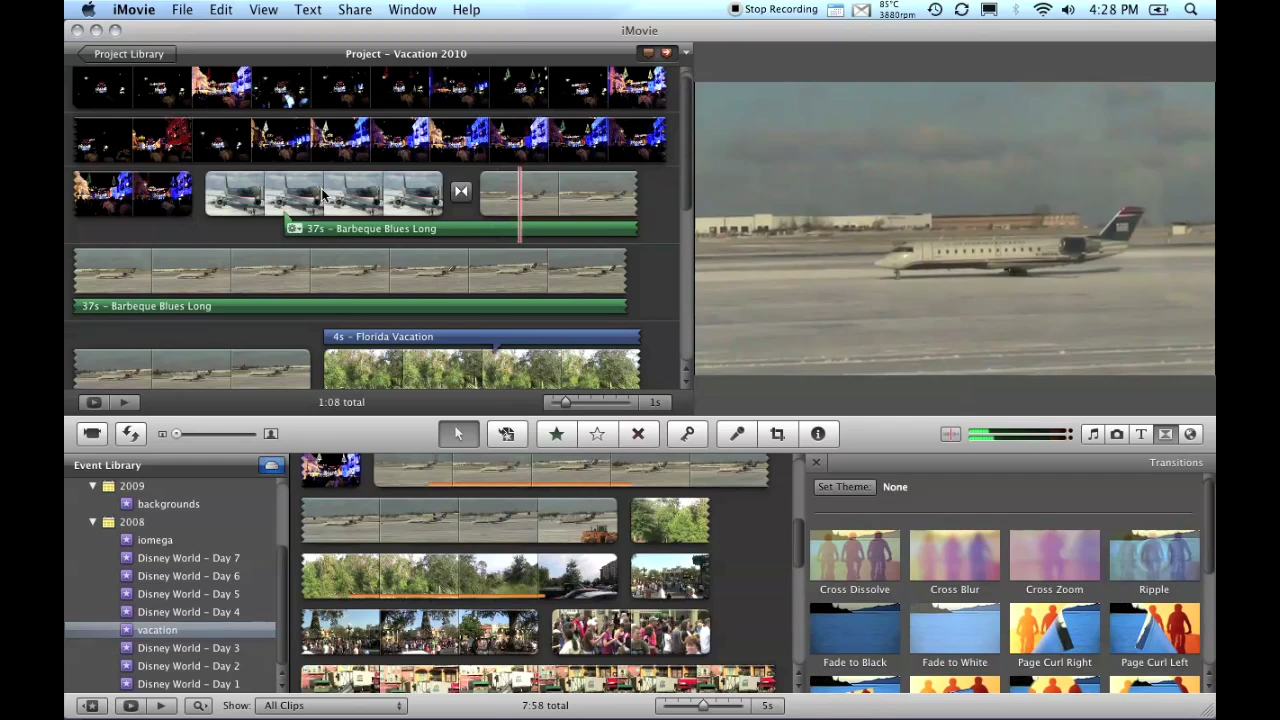 iMovie File Edit View Text Share Window Help Stop Recording 85°C 3880rpm 4:28 PM
iMovie
Project Library Project - Vacation 2010
37s - Barbeque Blues Long
37s - Barbeque Blues Long
4s - Florida Vacation
1:08 total 1s
Event Library Transitions
2009
backgrounds
2008
iomega
Disney World - Day 7
Disney World - Day 6
Disney World - Day 5
Disney World - Day 4
vacation
Disney World - Day 3
Disney World - Day 2
Disney World - Day 1
Set Theme: None
Cross Dissolve Cross Blur Cross Zoom Ripple
Fade to Black Fade to White Page Curl Right Page Curl Left
Show: All Clips 7:58 total 5s